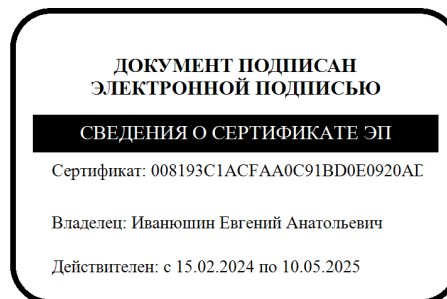 ДОКУМЕНТ ПОДПИСАН
ЭЛЕКТРОННОЙ ПОДПИСЬЮ
СВЕДЕНИЯ О СЕРТИФИКАТЕ ЭП
Сертификат: 008193C1ACFAA0C91BD0E0920AD
Владелец: Иванюшин Евгений Анатольевич
Действителен: с 15.02.2024 по 10.05.2025